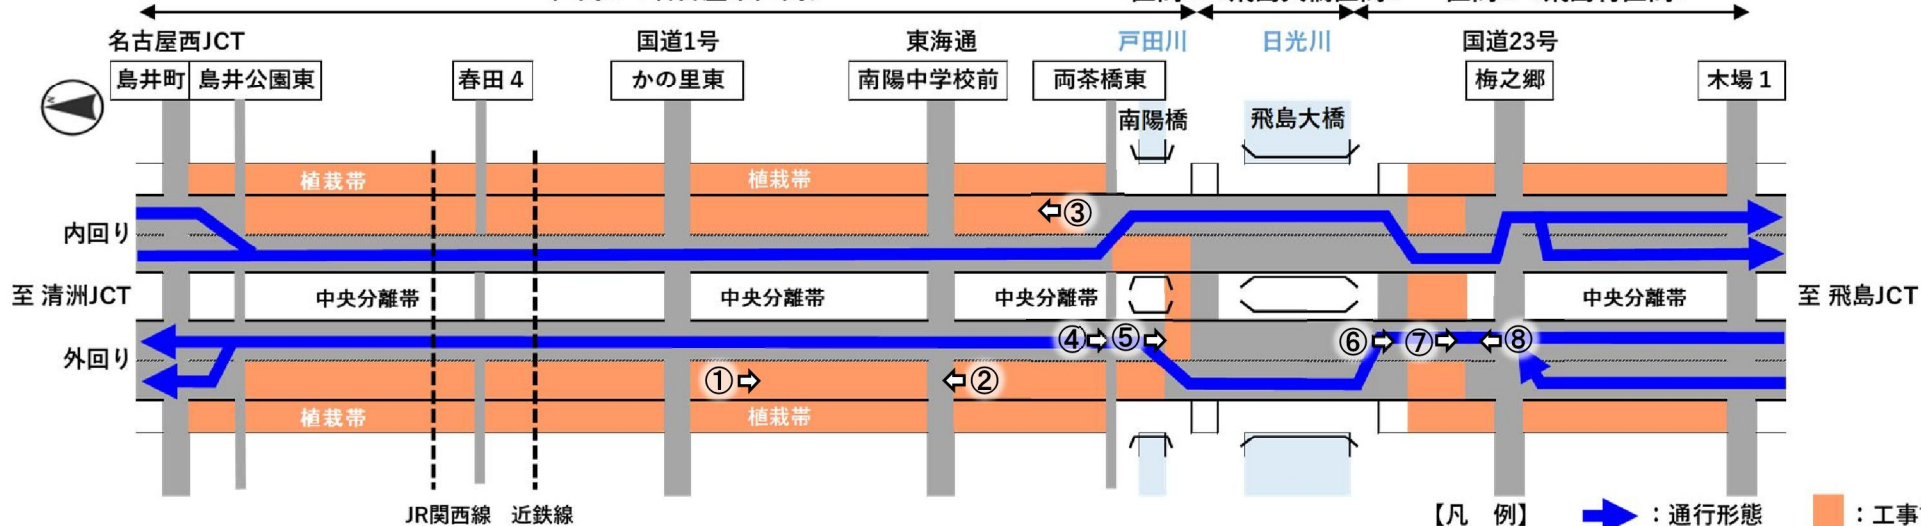 名古屋西JCT 国道1号 東海通 戸田川 日光川 国道23号
島井町 島井公園東 春田4 かの里東 南陽中学校前 両茶橋東 梅之郷 木場1
N
南陽橋 飛島大橋
植栽帯 植栽帯
③
内回り
至 清洲JCT 中央分離帯 中央分離帯 中央分離帯 中央分離帯 至 飛島JCT
④ ⑤ ⑥ ⑦ ⑧
外回り
① ②
植栽帯 植栽帯
JR関西線 近鉄線
【凡 例】 ：通行形態 ：工事